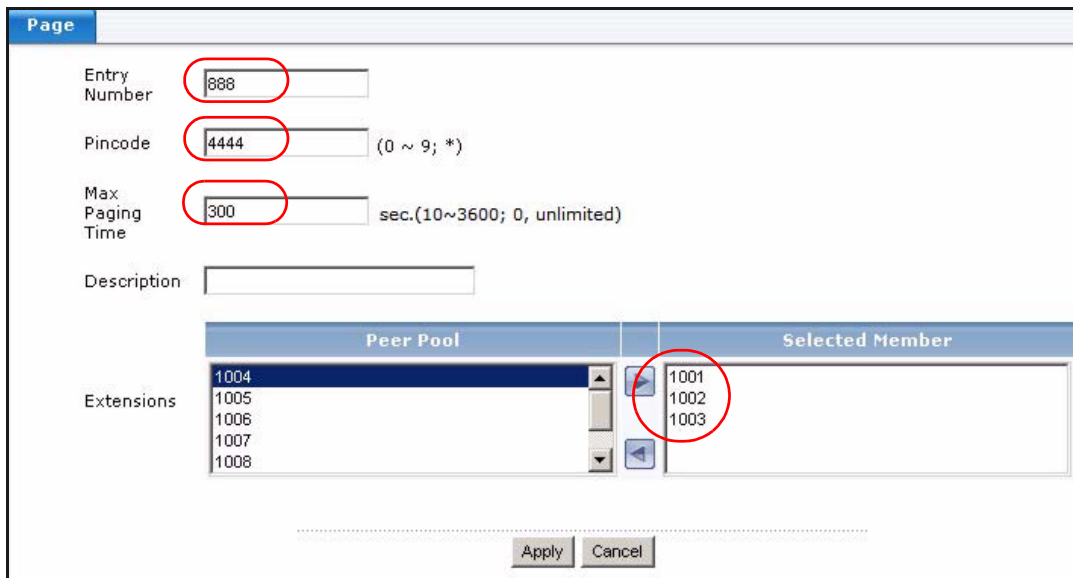 Page
Entry
Number
888
Pincode
4444
(0 ~ 9; *)
Max
Paging
Time
300
sec.(10~3600; 0, unlimited)
Description
Peer Pool
Selected Member
Extensions
1004
1005
1006
1007
1008
1001
1002
1003
Apply
Cancel